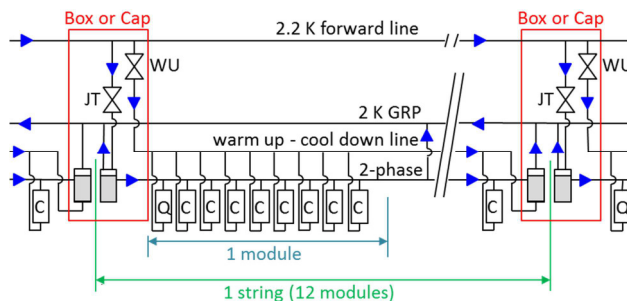 Box or Cap
2.2 K forward line
Box or Cap
WU
WU
JT
JT
2 K GRP
warm up - cool down line
2-phase
C
Q
C
C
C
C
C
C
C
C
C
Q
1 module
1 string (12 modules)